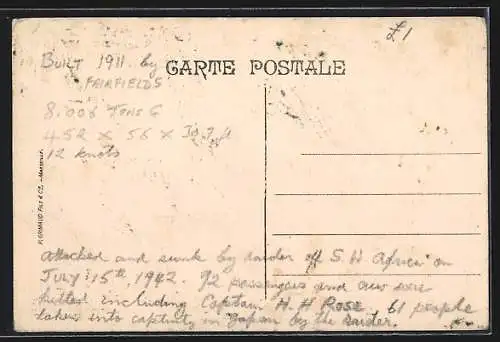 £1
BUILT 1911 by
FAIRFIELDS
CARTE POSTALE
8.006 TONS G
452 x 56 x
12 knots
attacked and sunk by raider off S.W. Africa on
JULY 15th, 1942. 92 passengers and crew were
killed including Captain H. H ROSE. 61 people
taken into captivity in Japan by the raider.